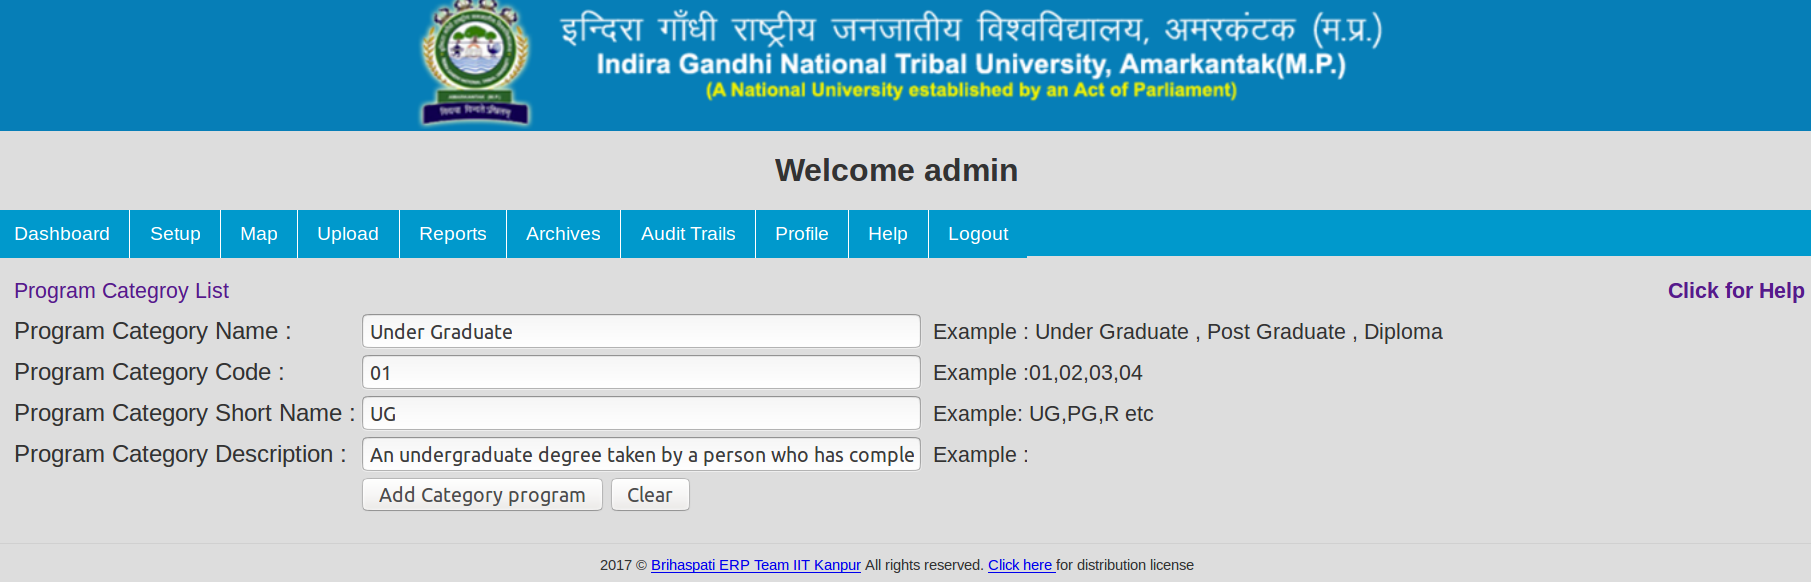 इन्दिरा गाँधी राष्ट्रीय जनजातीय विश्वविद्यालय, अमरकंटक (म.प्र.)
Indira Gandhi National Tribal University, Amarkantak(M.P.)
(A National University established by an Act of Parliament)
Welcome admin
Dashboard Setup Map Upload Reports Archives Audit Trails Profile Help Logout
Program Categroy List Click for Help
Program Category Name : Under Graduate Example : Under Graduate , Post Graduate , Diploma
Program Category Code : 01 Example :01,02,03,04
Program Category Short Name : UG Example: UG,PG,R etc
Program Category Description : An undergraduate degree taken by a person who has comple Example :
Add Category program Clear
2017 © Brihaspati ERP Team IIT Kanpur All rights reserved. Click here for distribution license